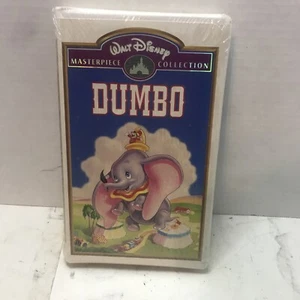 WALT DISNEY
MASTERPIECE COLLECTION
DUMBO